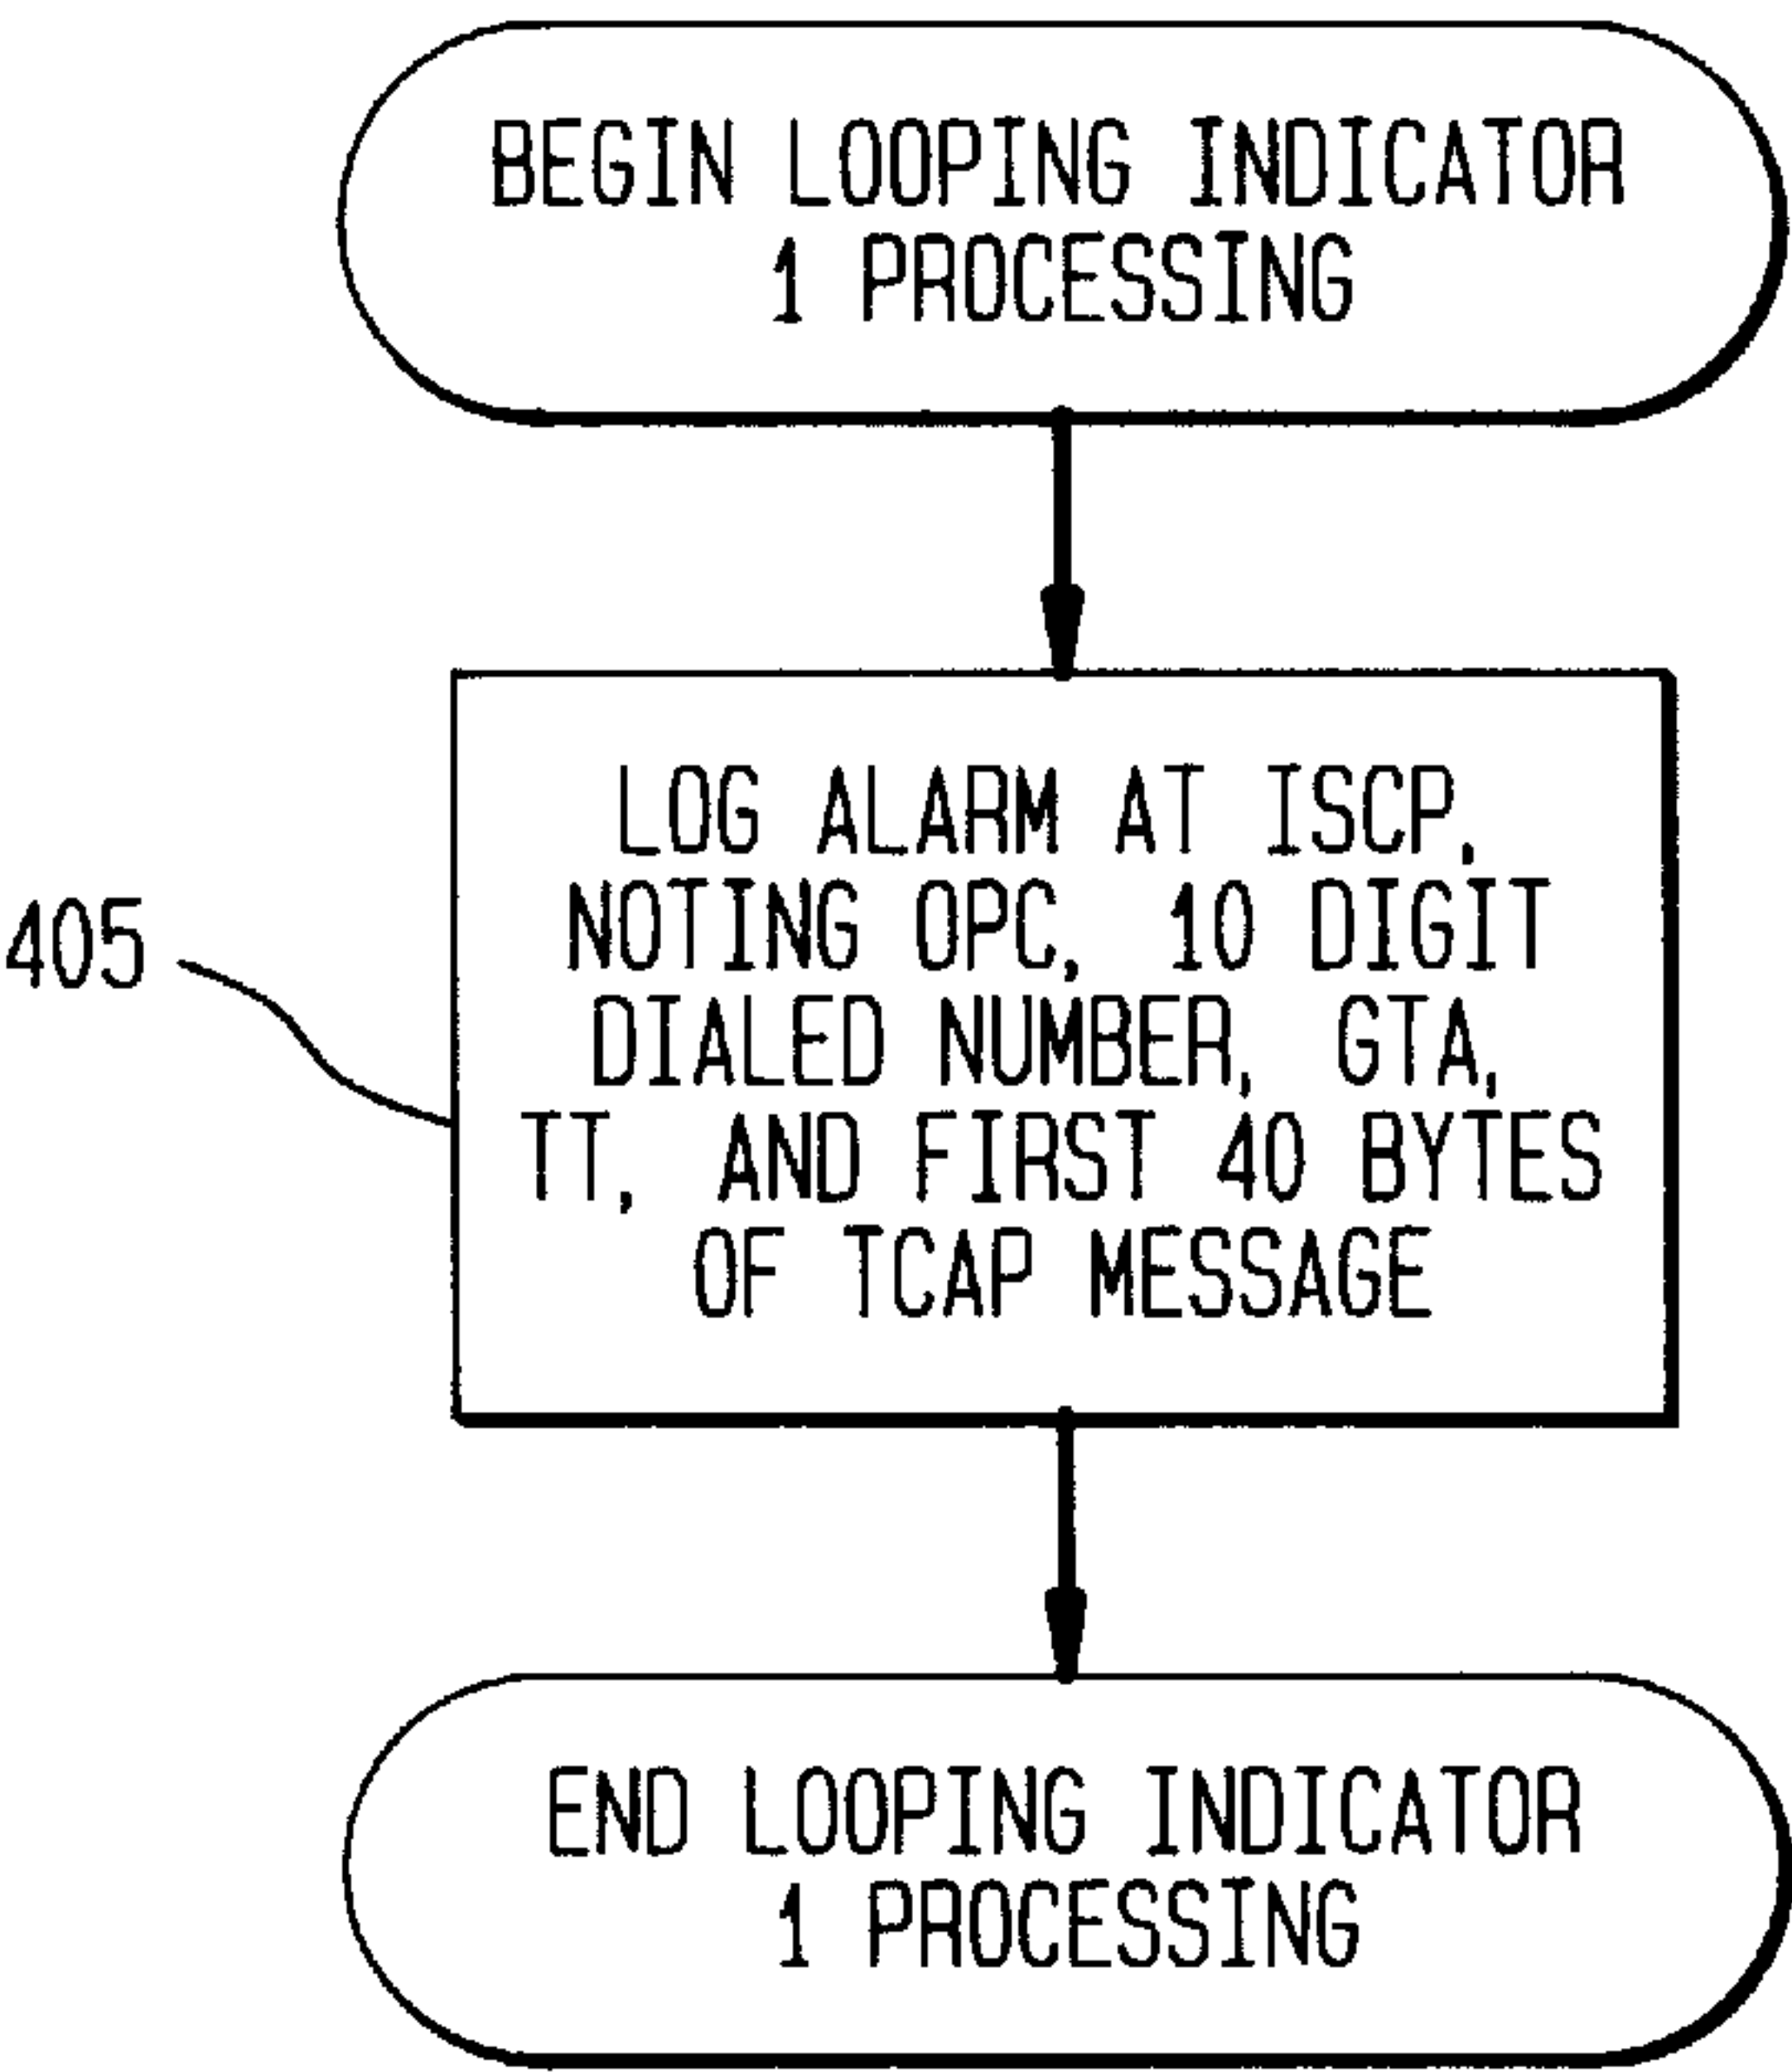 BEGIN LOOPING INDICATOR
1 PROCESSING
LOG ALARM AT ISCP,
NOTING OPC, 10 DIGIT
DIALED NUMBER, GTA,
TT, AND FIRST 40 BYTES
OF TCAP MESSAGE
405
END LOOPING INDICATOR
1 PROCESSING